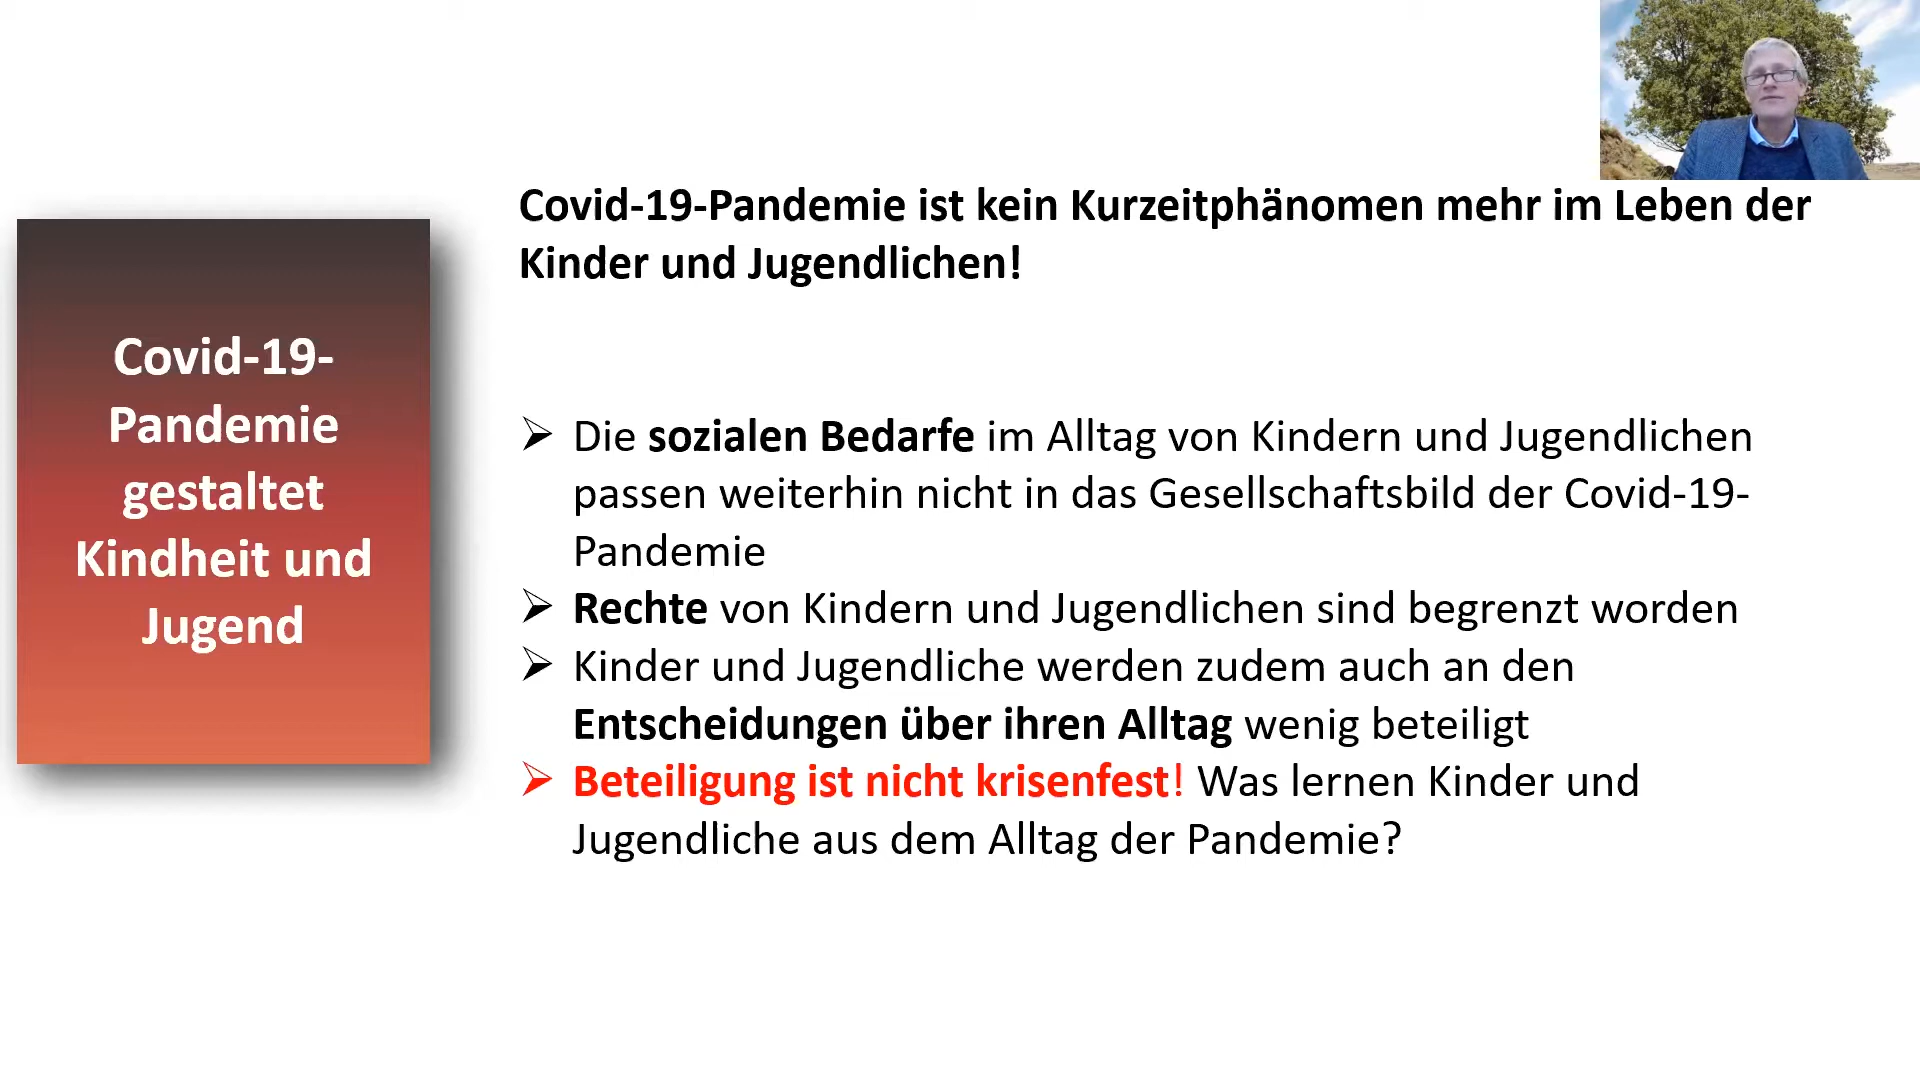 Covid-19-
Pandemie
gestaltet
Kindheit und
Jugend
Covid-19-Pandemie ist kein Kurzeitphänomen mehr im Leben der
Kinder und Jugendlichen!
➢ Die sozialen Bedarfe im Alltag von Kindern und Jugendlichen
passen weiterhin nicht in das Gesellschaftsbild der Covid-19-
Pandemie
➢ Rechte von Kindern und Jugendlichen sind begrenzt worden
➢ Kinder und Jugendliche werden zudem auch an den
Entscheidungen über ihren Alltag wenig beteiligt
➢ Beteiligung ist nicht krisenfest! Was lernen Kinder und
Jugendliche aus dem Alltag der Pandemie?